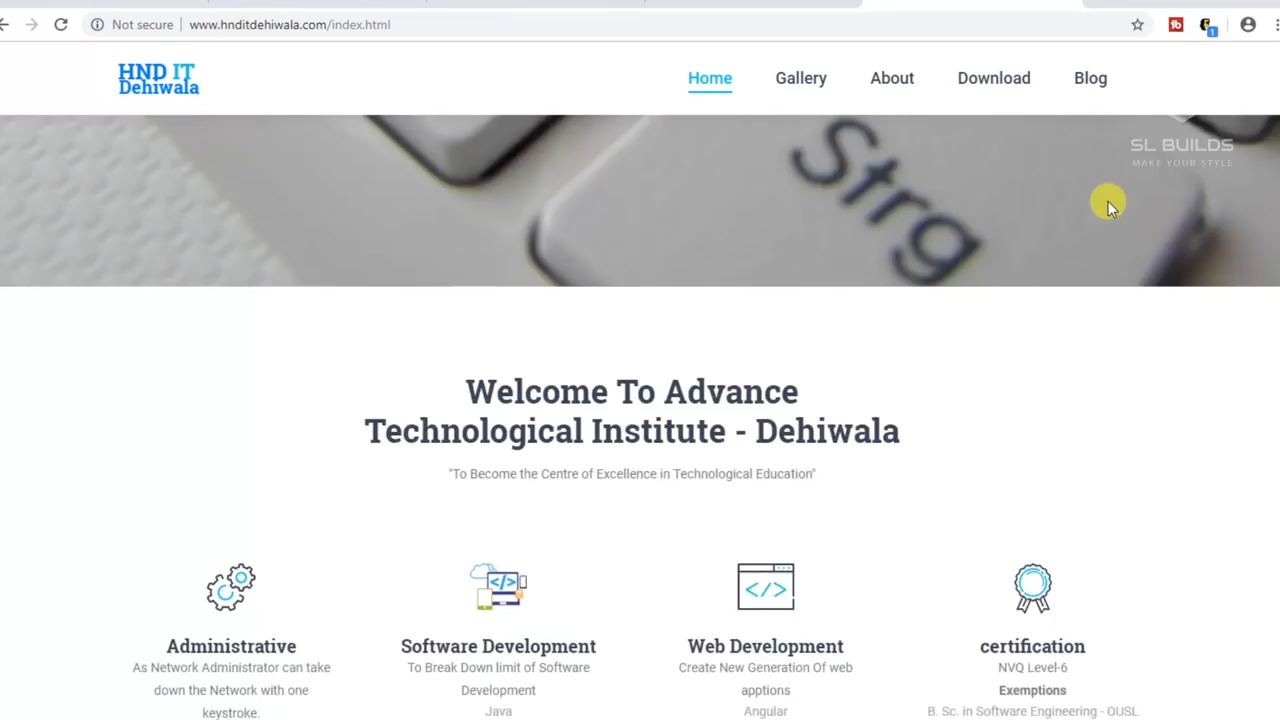 Not secure | www.hnditdehiwala.com/index.html
HND IT
Dehiwala
Home Gallery About Download Blog
SL BUILDS
MAKE YOUR STYLE
Strg
Welcome To Advance
Technological Institute - Dehiwala
"To Become the Centre of Excellence in Technological Education"
Administrative
As Network Administrator can take
down the Network with one
keystroke.
Software Development
To Break Down limit of Software
Development
Java
Web Development
Create New Generation Of web
apptions
Angular
certification
NVQ Level-6
Exemptions
B. Sc. in Software Engineering - OUSL